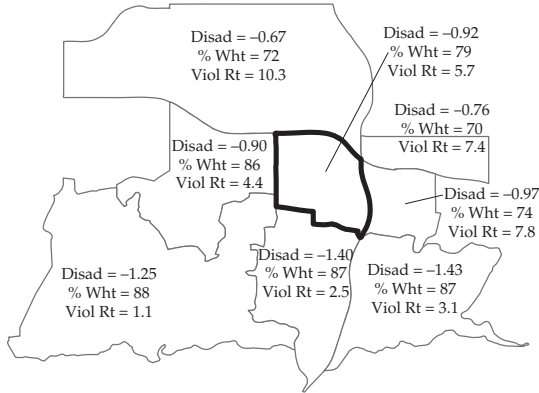 Disad = –0.67
% Wht = 72
Viol Rt = 10.3
Disad = –0.92
% Wht = 79
Viol Rt = 5.7
Disad = –0.76
% Wht = 70
Viol Rt = 7.4
Disad = –0.90
% Wht = 86
Viol Rt = 4.4
Disad = –0.97
% Wht = 74
Viol Rt = 7.8
Disad = –1.25
% Wht = 88
Viol Rt = 1.1
Disad = –1.40
% Wht = 87
Viol Rt = 2.5
Disad = –1.43
% Wht = 87
Viol Rt = 3.1